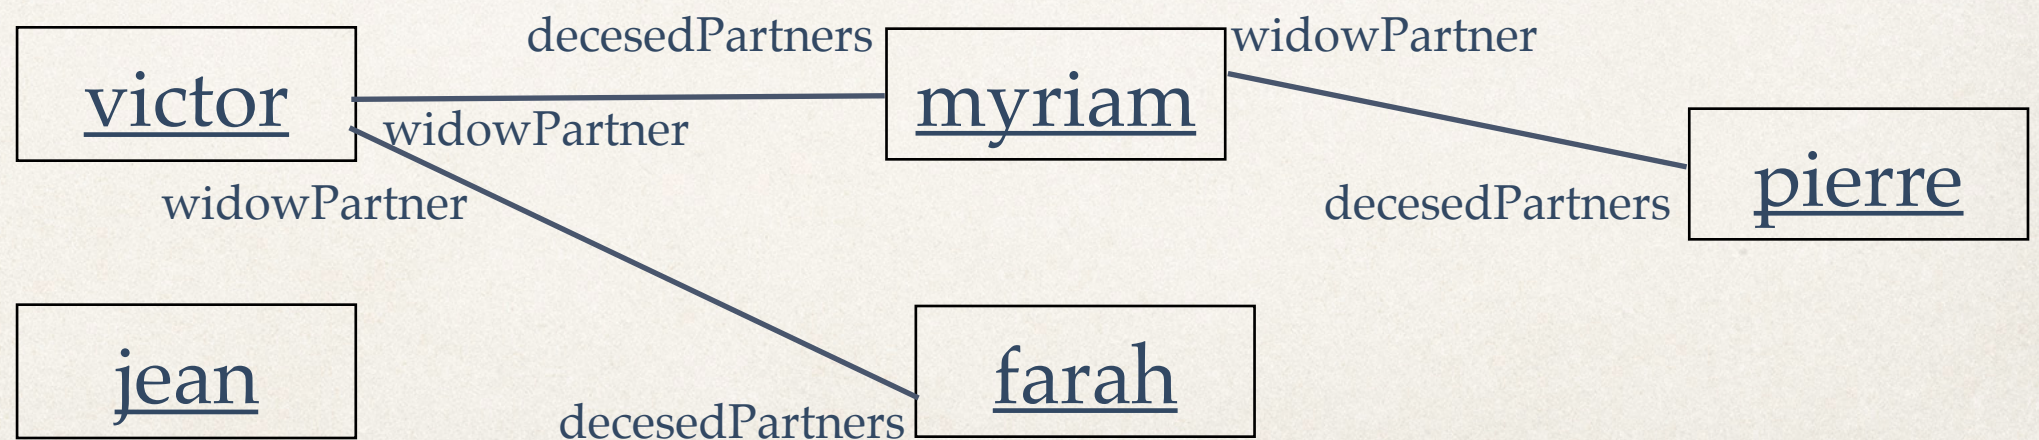 decesedPartners
widowPartner
victor
myriam
widowPartner
pierre
widowPartner
decesedPartners
jean
farah
decesedPartners